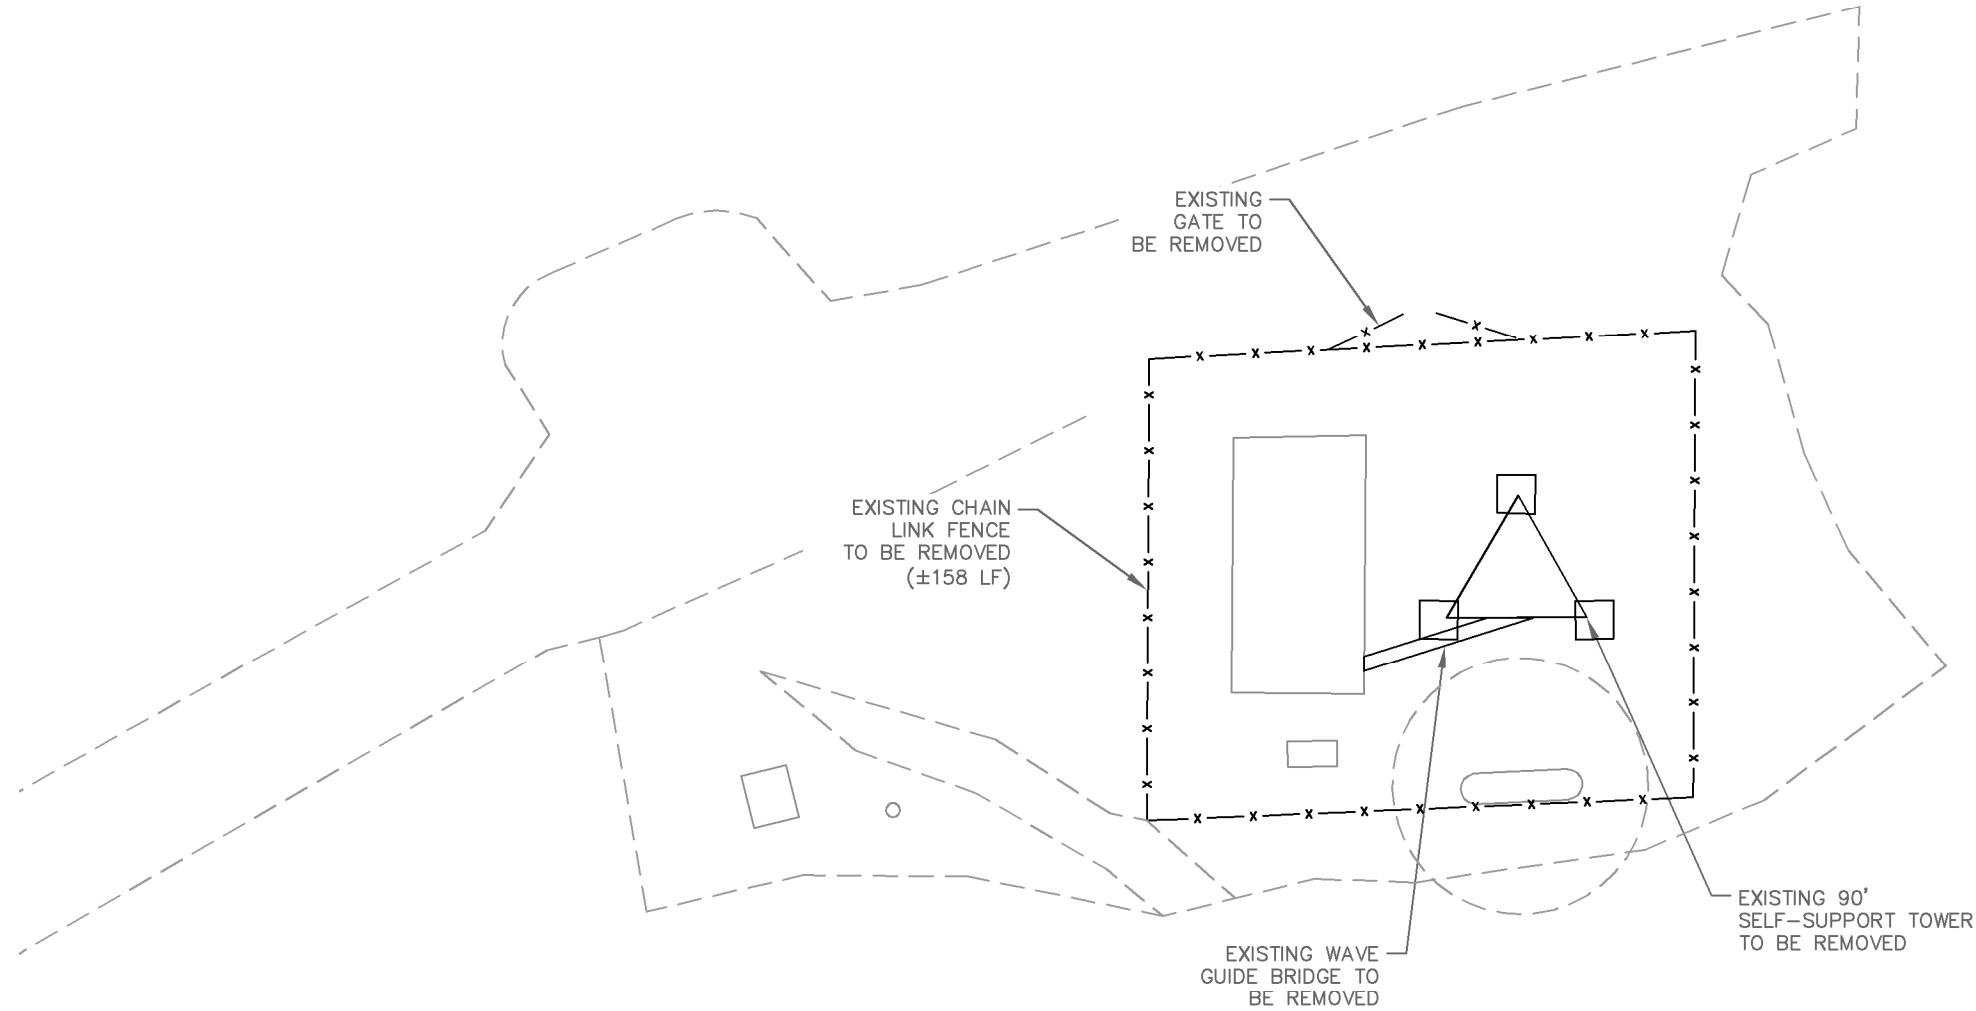 EXISTING
GATE TO
BE REMOVED
EXISTING CHAIN
LINK FENCE
TO BE REMOVED
(±158 LF)
EXISTING 90'
SELF-SUPPORT TOWER
TO BE REMOVED
EXISTING WAVE
GUIDE BRIDGE TO
BE REMOVED